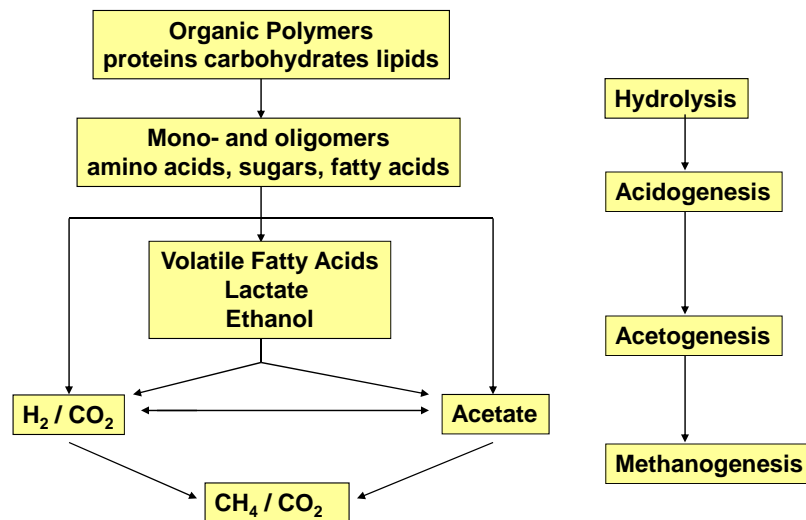 Organic Polymers
proteins carbohydrates lipids
Mono- and oligomers
amino acids, sugars, fatty acids
Volatile Fatty Acids
Lactate
Ethanol
H₂ / CO₂
Acetate
CH₄ / CO₂
Hydrolysis
Acidogenesis
Acetogenesis
Methanogenesis